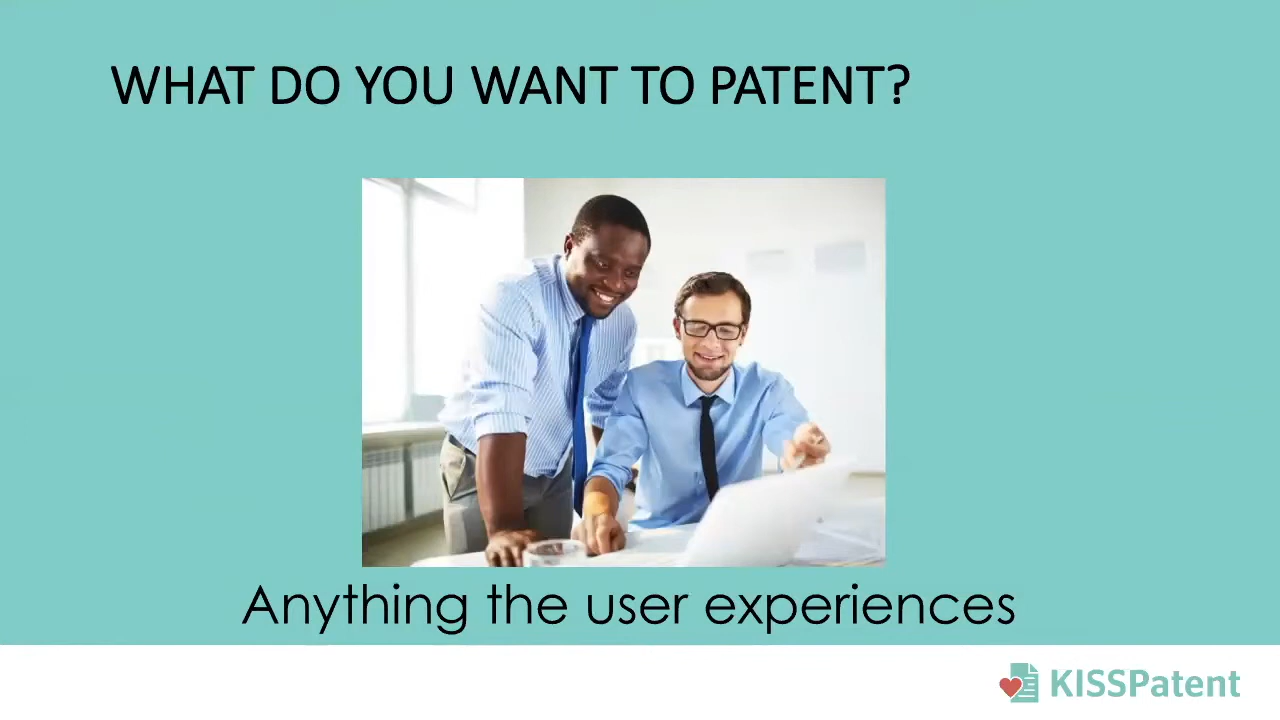 WHAT DO YOU WANT TO PATENT?
Anything the user experiences
KISSPatent